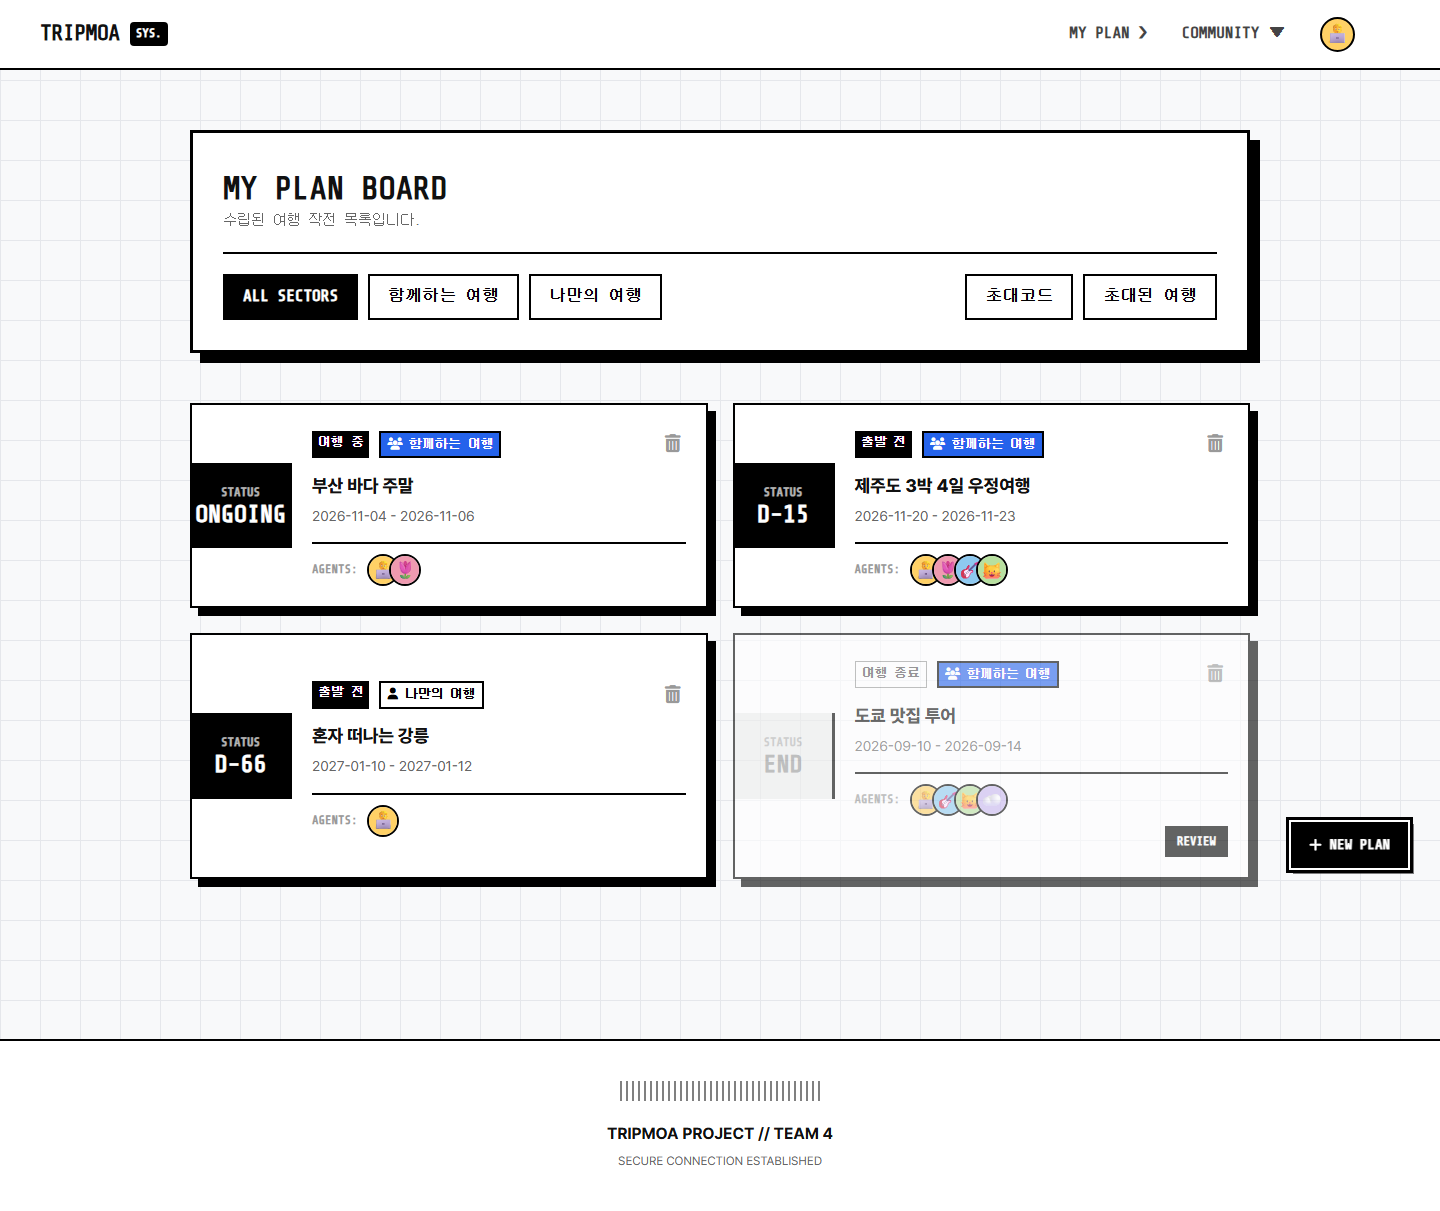 TRIPMOA SYS.
MY PLAN
COMMUNITY
MY PLAN BOARD
수립된 여행 작전 목록입니다.
ALL SECTORS
함께하는 여행
나만의 여행
초대코드
초대된 여행
여행 중
함께하는 여행
STATUS
ONGOING
부산 바다 주말
2026-11-04 - 2026-11-06
AGENTS:
출발 전
함께하는 여행
STATUS
D-15
제주도 3박 4일 우정여행
2026-11-20 - 2026-11-23
AGENTS:
출발 전
나만의 여행
STATUS
D-66
혼자 떠나는 강릉
2027-01-10 - 2027-01-12
AGENTS:
여행 종료
함께하는 여행
STATUS
END
도쿄 맛집 투어
2026-09-10 - 2026-09-14
AGENTS:
REVIEW
+ NEW PLAN
TRIPMOA PROJECT // TEAM 4
SECURE CONNECTION ESTABLISHED